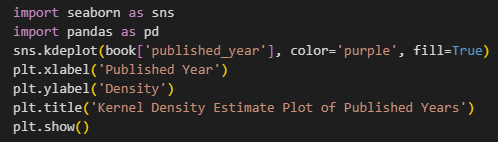 import seaborn as sns
import pandas as pd
sns.kdeplot(book['published_year'], color='purple', fill=True)
plt.xlabel('Published Year')
plt.ylabel('Density')
plt.title('Kernel Density Estimate Plot of Published Years')
plt.show()